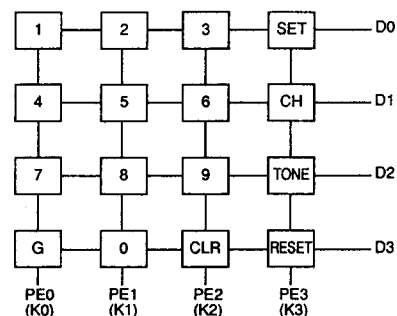 1 2 3 SET D0
4 5 6 CH D1
7 8 9 TONE D2
G 0 CLR RESET D3
PE0 PE1 PE2 PE3
(K0) (K1) (K2) (K3)